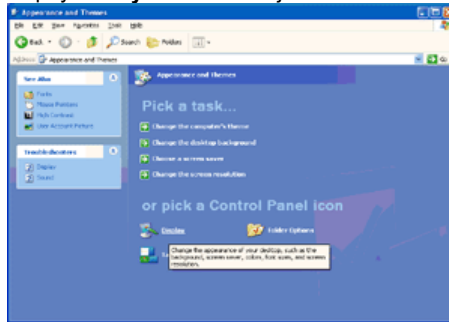 Appearance and Themes
File Edit View Favorites Tools Help
Back Search Folders
Address Appearance and Themes Go
See Also
Fonts
Mouse Pointers
High Contrast
User Account Picture
Troubleshooters
Display
Sound
Appearance and Themes
Pick a task...
Change the computer's theme
Change the desktop background
Choose a screen saver
Change the screen resolution
or pick a Control Panel icon
Display Folder Options
Change the appearance of your desktop, such as the
background, screen saver, colors, font sizes, and screen
resolution.